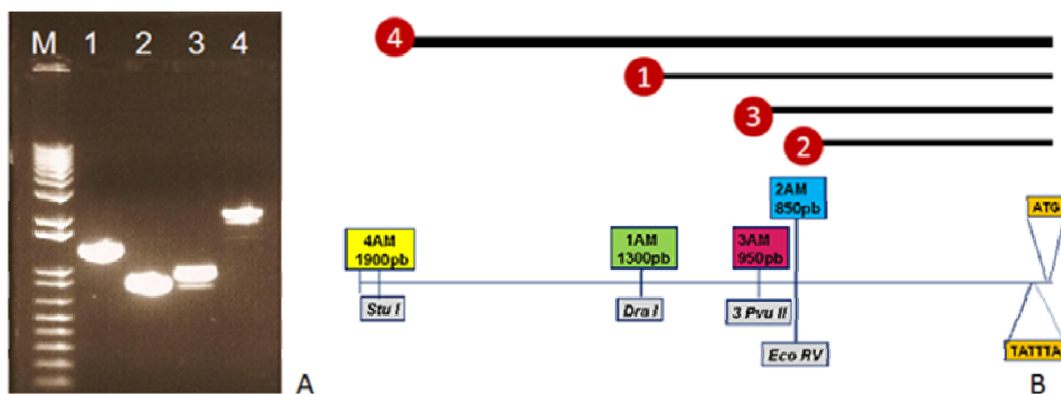 M 1 2 3 4
A
4
1
3
2
2AM
850pb
ATG
4AM
1900pb
1AM
1300pb
3AM
950pb
Stu I
Dra I
3 Pvu II
Eco RV
TATTTA
B